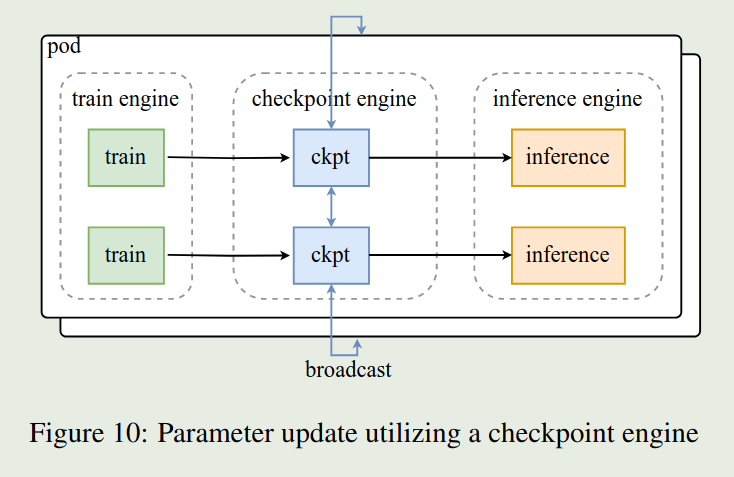 pod
train engine
checkpoint engine
inference engine
train
ckpt
inference
train
ckpt
inference
broadcast
Figure 10: Parameter update utilizing a checkpoint engine